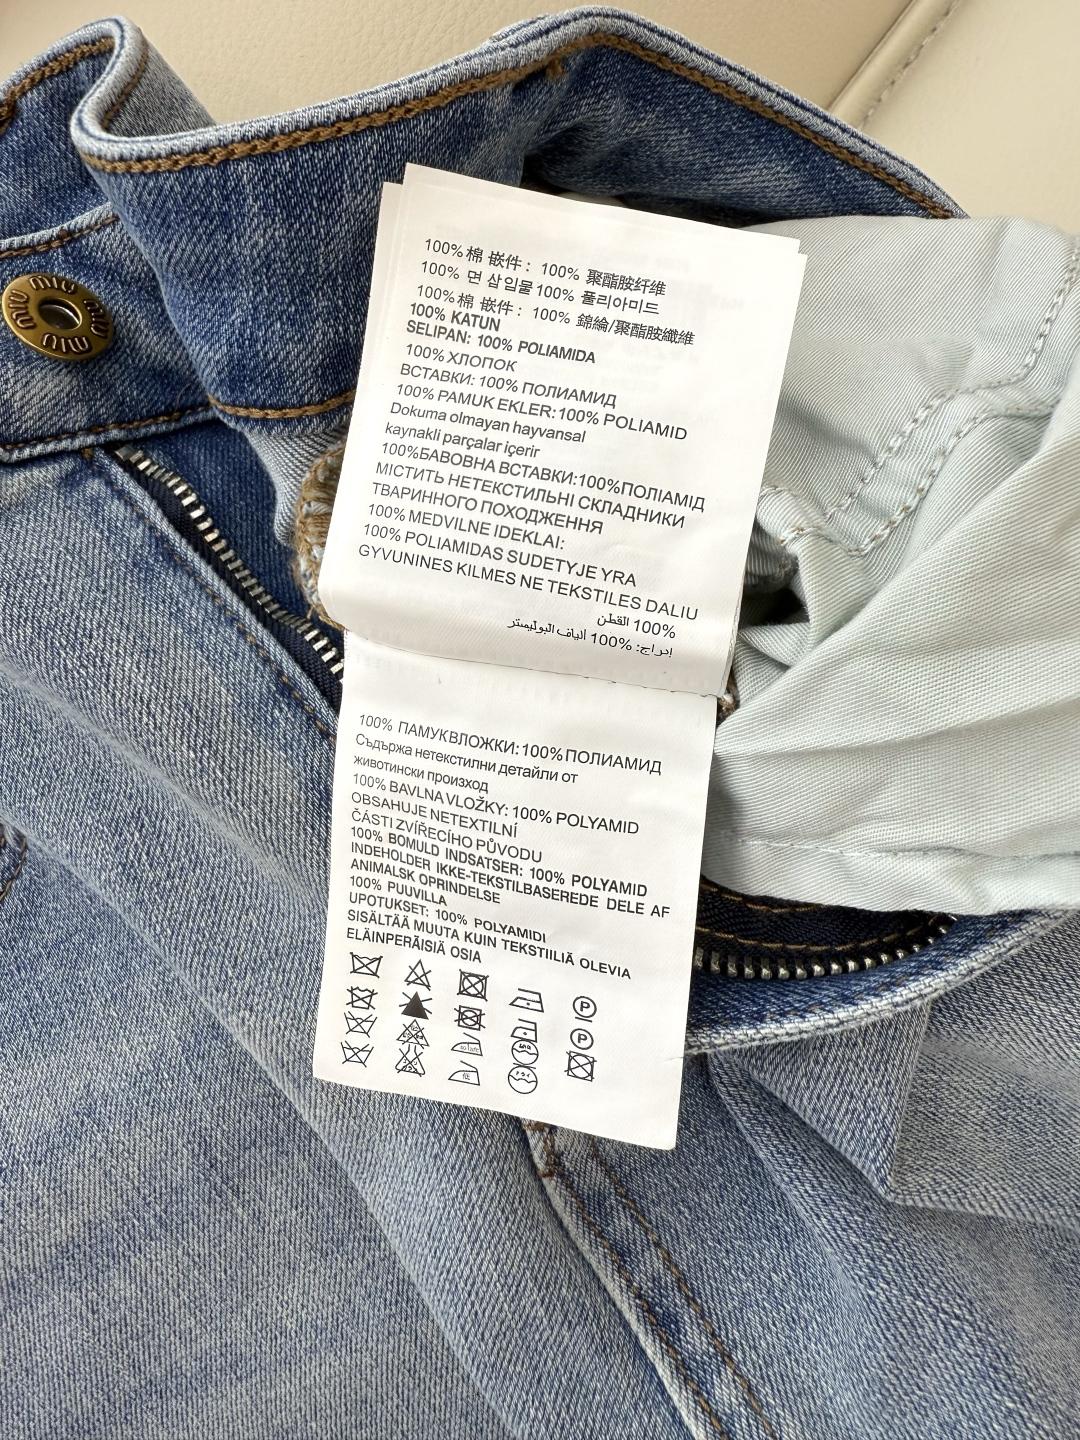 MIU MIU MIU MIU
100%棉 嵌件: 100% 聚酯胺纤维
100% 면 삽입물 100% 폴리아미드
100%棉 嵌件: 100% 錦綸/聚酯胺纖維
100% KATUN
SELIPAN: 100% POLIAMIDA
100% ХЛОПОК
ВСТАВКИ: 100% ПОЛИАМИД
100% PAMUK EKLER: 100% POLIAMID
Dokuma olmayan hayvansal
kaynakli parçalar içerir
100%БАВОВНА ВСТАВКИ:100%ПОЛІАМІД
МІСТИТЬ НЕТЕКСТИЛЬНІ СКЛАДНИКИ
ТВАРИННОГО ПОХОДЖЕННЯ
100% MEDVILNE IDEKLAI:
100% POLIAMIDAS SUDETYJE YRA
GYVUNINES KILMES NE TEKSTILES DALIU
100% القطن
إدراج: 100% ألياف البوليستر
100% ПАМУКВЛОЖКИ: 100%ПОЛИАМИД
Съдържа нетекстилни детайли от
животински произход
100% BAVLNA VLOŽKY: 100% POLYAMID
OBSAHUJE NETEXTILNÍ
ČÁSTI ZVÍŘECÍHO PŮVODU
100% BOMULD INDSATSER: 100% POLYAMID
INDEHOLDER IKKE-TEKSTILBASEREDE DELE AF
ANIMALSK OPRINDELSE
100% PUUVILLA
UPOTUKSET: 100% POLYAMIDI
SISÄLTÄÄ MUUTA KUIN TEKSTIILIÄ OLEVIA
ELÄINPERÄISIÄ OSIA
P
P
低
ドライ